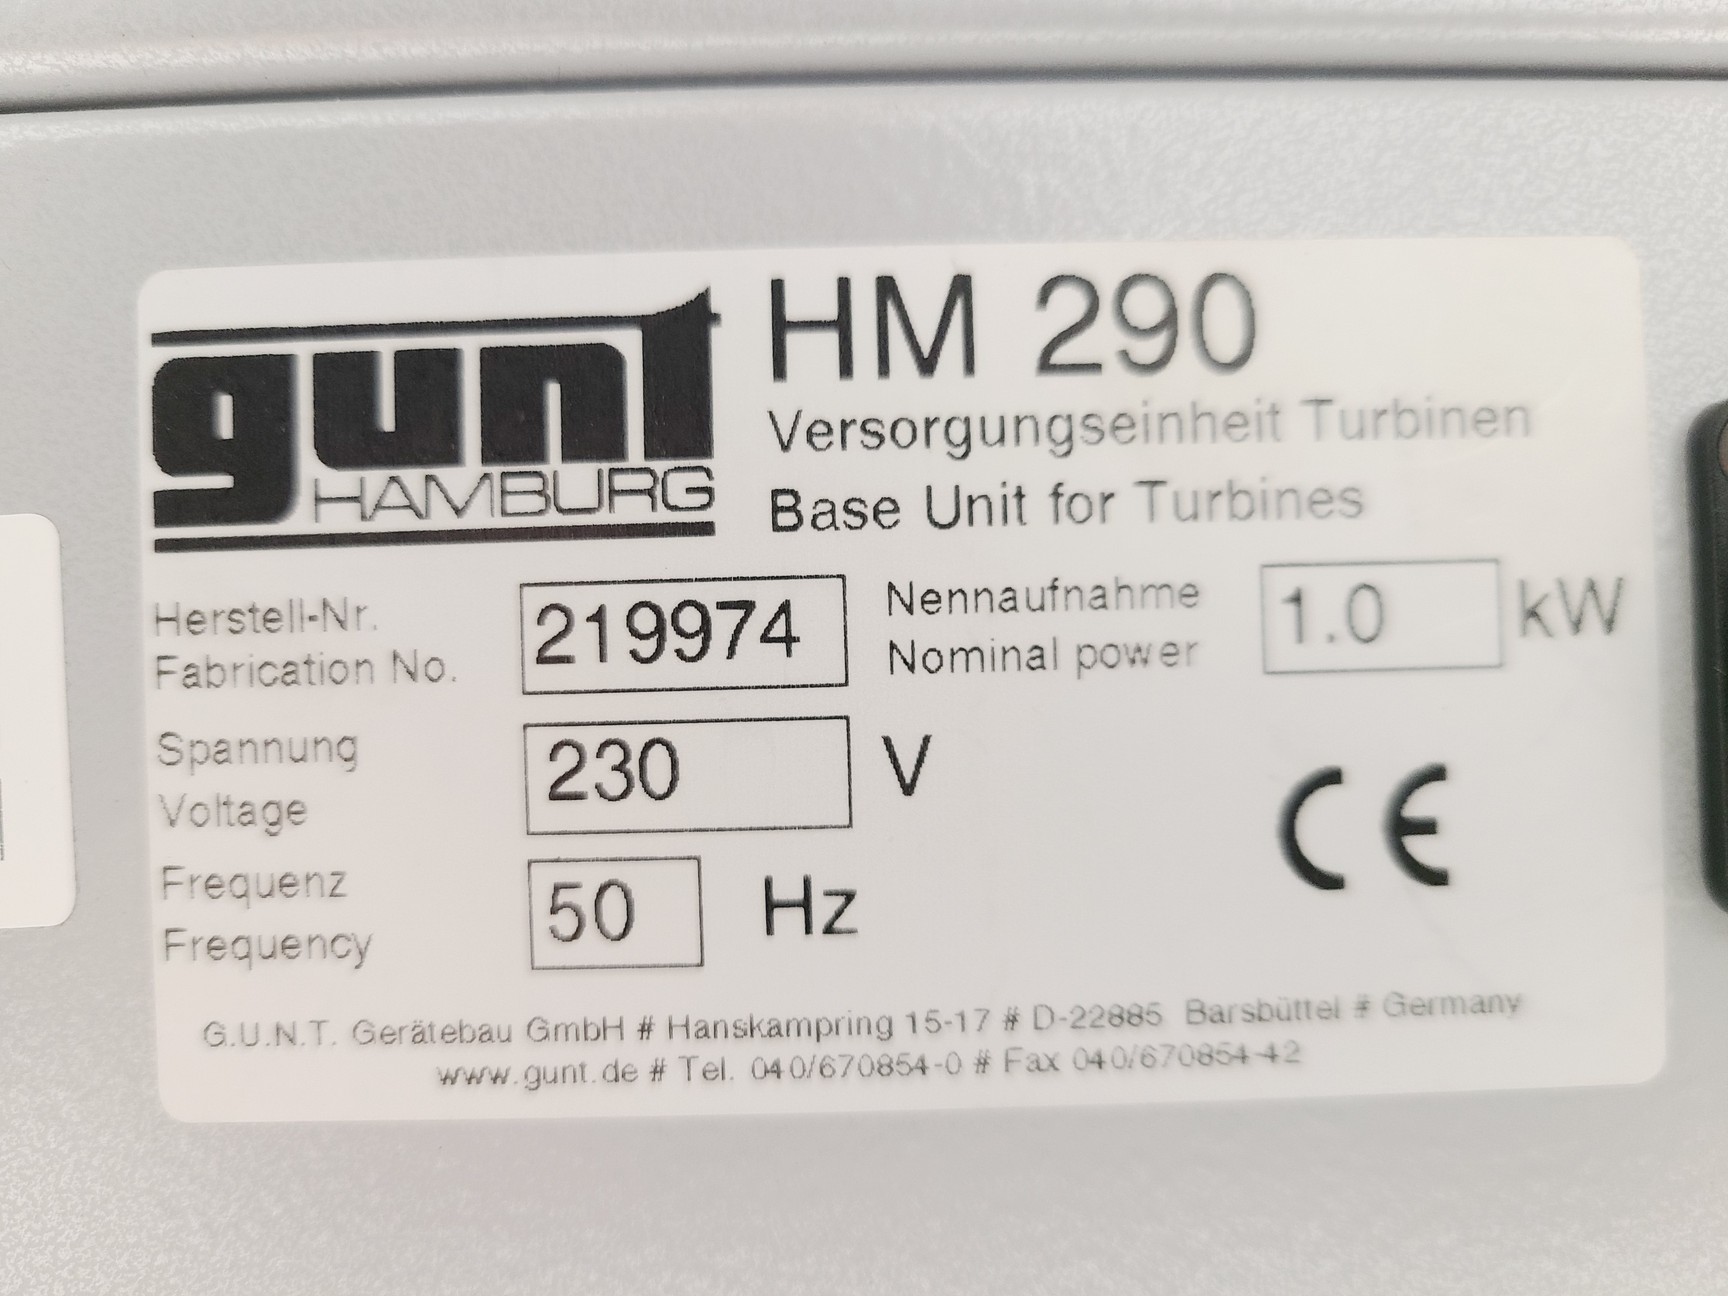 gunt
HAMBURG
HM 290
Versorgungseinheit Turbinen
Base Unit for Turbines
Herstell-Nr.
Fabrication No.
219974
Nennaufnahme
Nominal power
1.0 kW
Spannung
Voltage
230 V
Frequenz
Frequency
50 Hz
CE
G.U.N.T. Gerätebau GmbH # Hanskampring 15-17 # D-22885 Barsbüttel # Germany
www.gunt.de # Tel. 040/670854-0 # Fax 040/670854-42